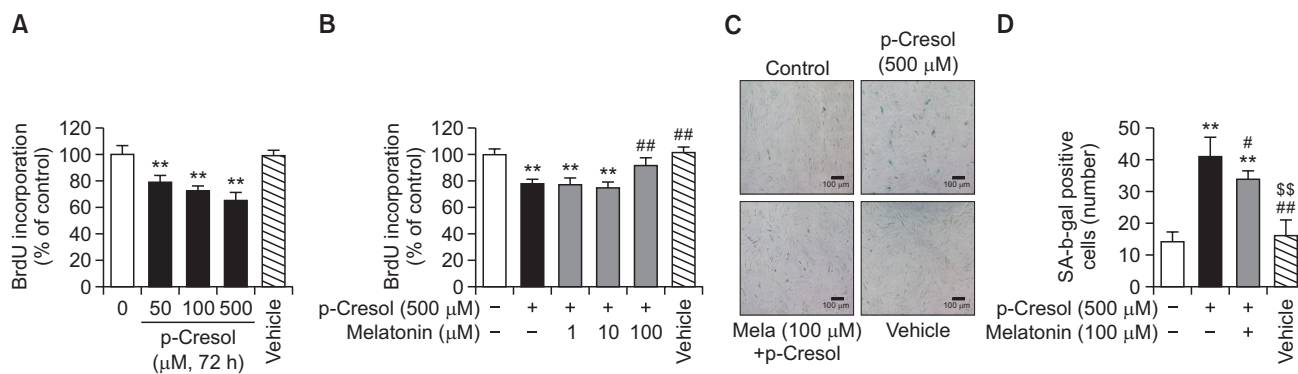 A
BrdU incorporation
(% of control)
120
100
80
60
40
20
0
**
**
**
0
50
100
500
Vehicle
p-Cresol
(μM, 72 h)
B
BrdU incorporation
(% of control)
120
100
80
60
40
20
0
**
**
**
##
##
p-Cresol (500 μM) − + + + +
Melatonin (μM) − − 1 10 100
Vehicle
C
Control
p-Cresol
(500 μM)
100 μm
100 μm
100 μm
100 μm
Mela (100 μM)
+p-Cresol
Vehicle
D
SA-b-gal positive
cells (number)
50
40
30
20
10
0
**
#
**
$$
##
p-Cresol (500 μM) − + +
Melatonin (100 μM) − − +
Vehicle